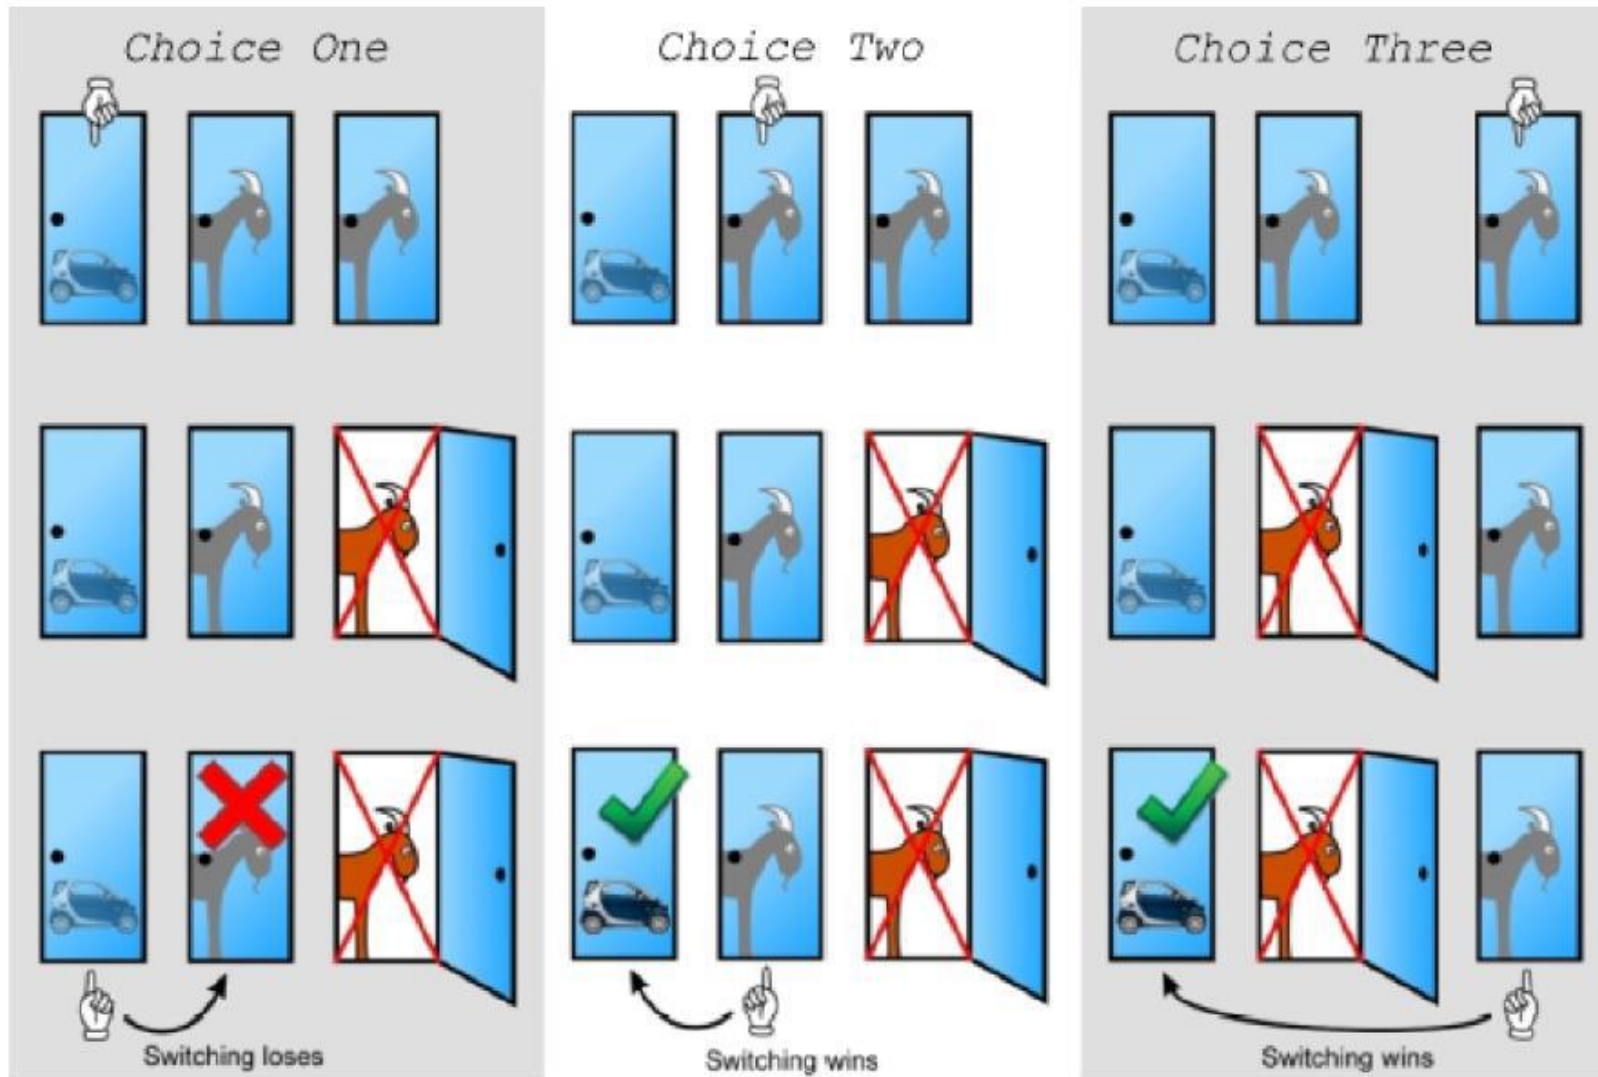 Choice One
Choice Two
Choice Three
Switching loses
Switching wins
Switching wins